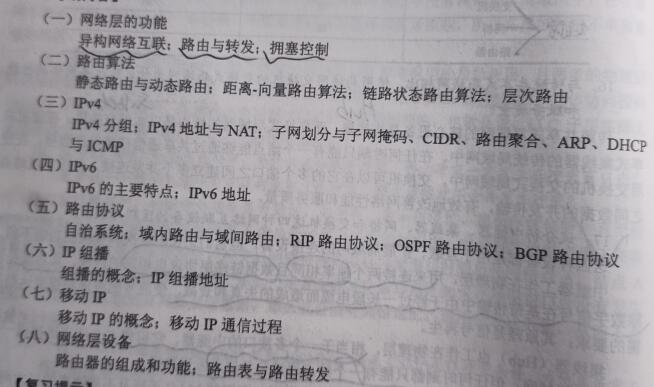 （一）网络层的功能
异构网络互联；路由与转发；拥塞控制
（二）路由算法
静态路由与动态路由；距离-向量路由算法；链路状态路由算法；层次路由
（三）IPv4
IPv4 分组；IPv4 地址与 NAT；子网划分与子网掩码、CIDR、路由聚合、ARP、DHCP
与 ICMP
（四）IPv6
IPv6 的主要特点；IPv6 地址
（五）路由协议
自治系统；域内路由与域间路由；RIP 路由协议；OSPF 路由协议；BGP 路由协议
（六）IP 组播
组播的概念；IP 组播地址
（七）移动 IP
移动 IP 的概念；移动 IP 通信过程
（八）网络层设备
路由器的组成和功能；路由表与路由转发
【复习提示】